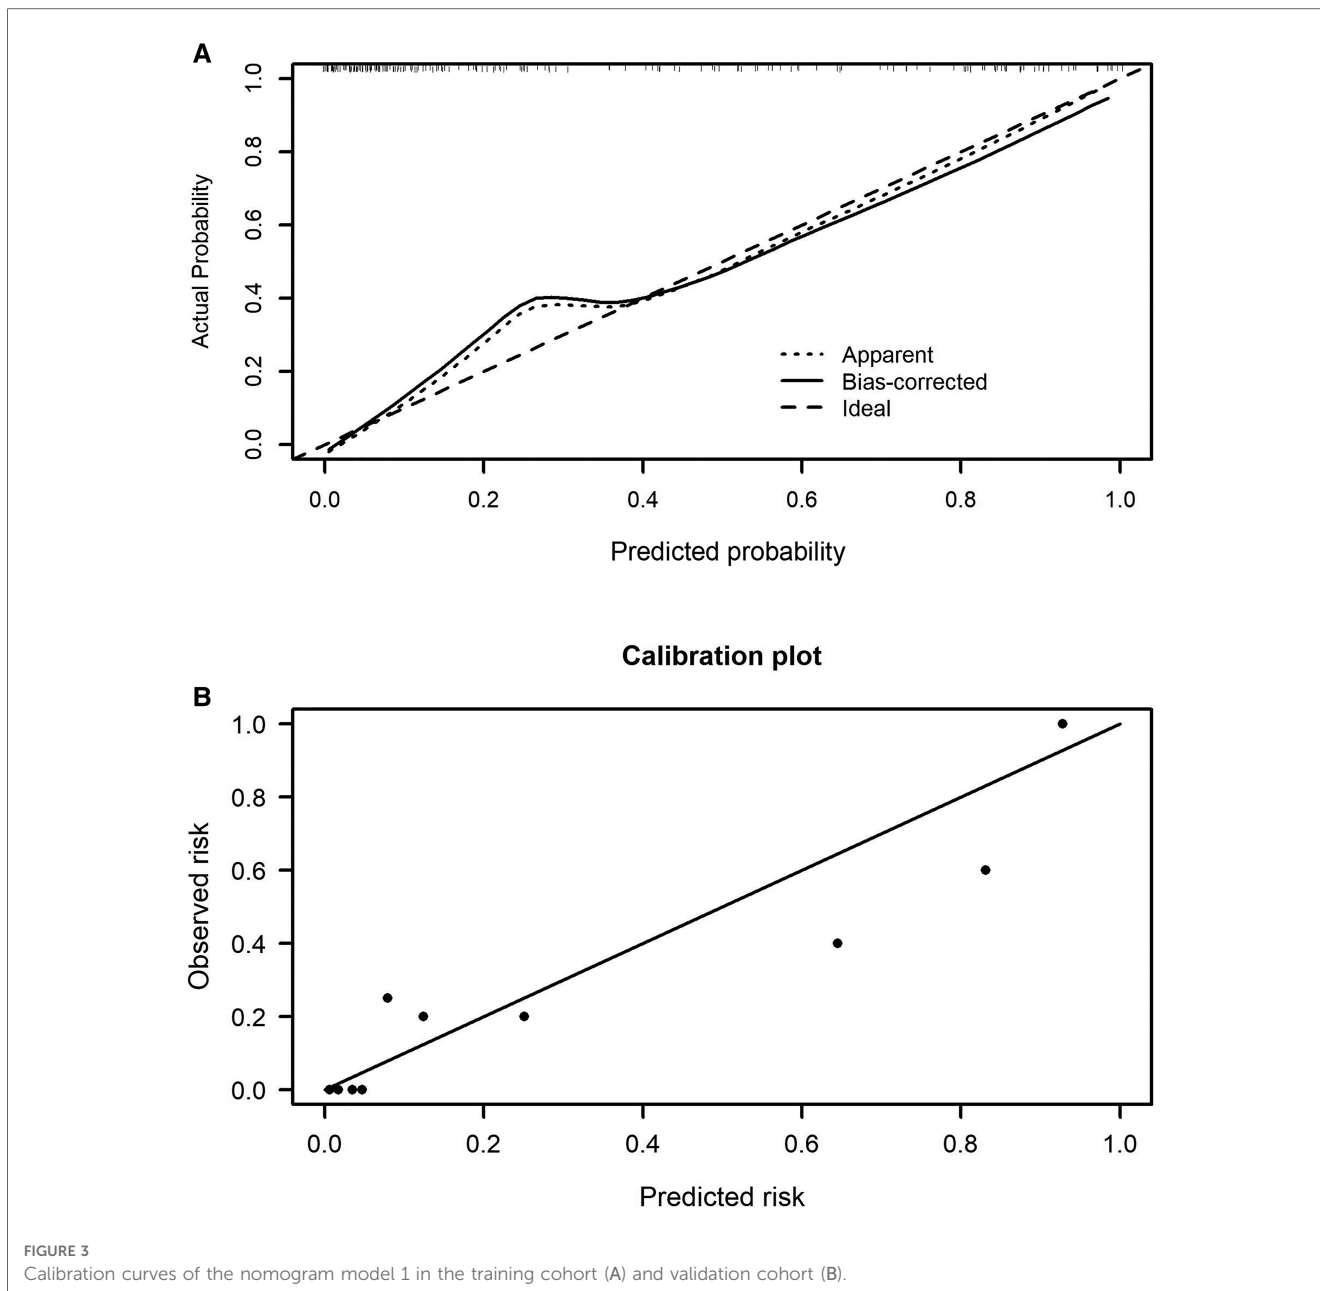 A
1.0
0.8
0.6
0.4
0.2
0.0
Actual Probability
Apparent
Bias-corrected
Ideal
0.0 0.2 0.4 0.6 0.8 1.0
Predicted probability
Calibration plot
B
1.0
0.8
0.6
0.4
0.2
0.0
Observed risk
0.0 0.2 0.4 0.6 0.8 1.0
Predicted risk
FIGURE 3
Calibration curves of the nomogram model 1 in the training cohort (A) and validation cohort (B).